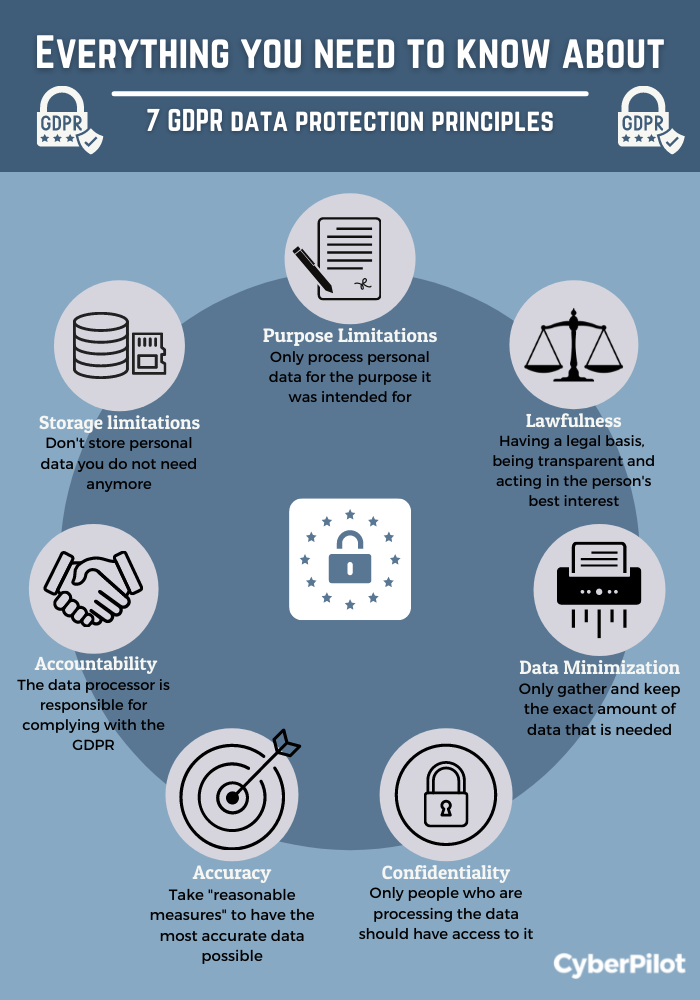 Everything you need to know about
7 GDPR data protection principles
GDPR
GDPR
Purpose Limitations
Only process personal
data for the purpose it
was intended for
Storage limitations
Don't store personal
data you do not need
anymore
Lawfulness
Having a legal basis,
being transparent and
acting in the person's
best interest
Accountability
The data processor is
responsible for
complying with the
GDPR
Data Minimization
Only gather and keep
the exact amount of
data that is needed
Accuracy
Take "reasonable
measures" to have the
most accurate data
possible
Confidentiality
Only people who are
processing the data
should have access to it
CyberPilot